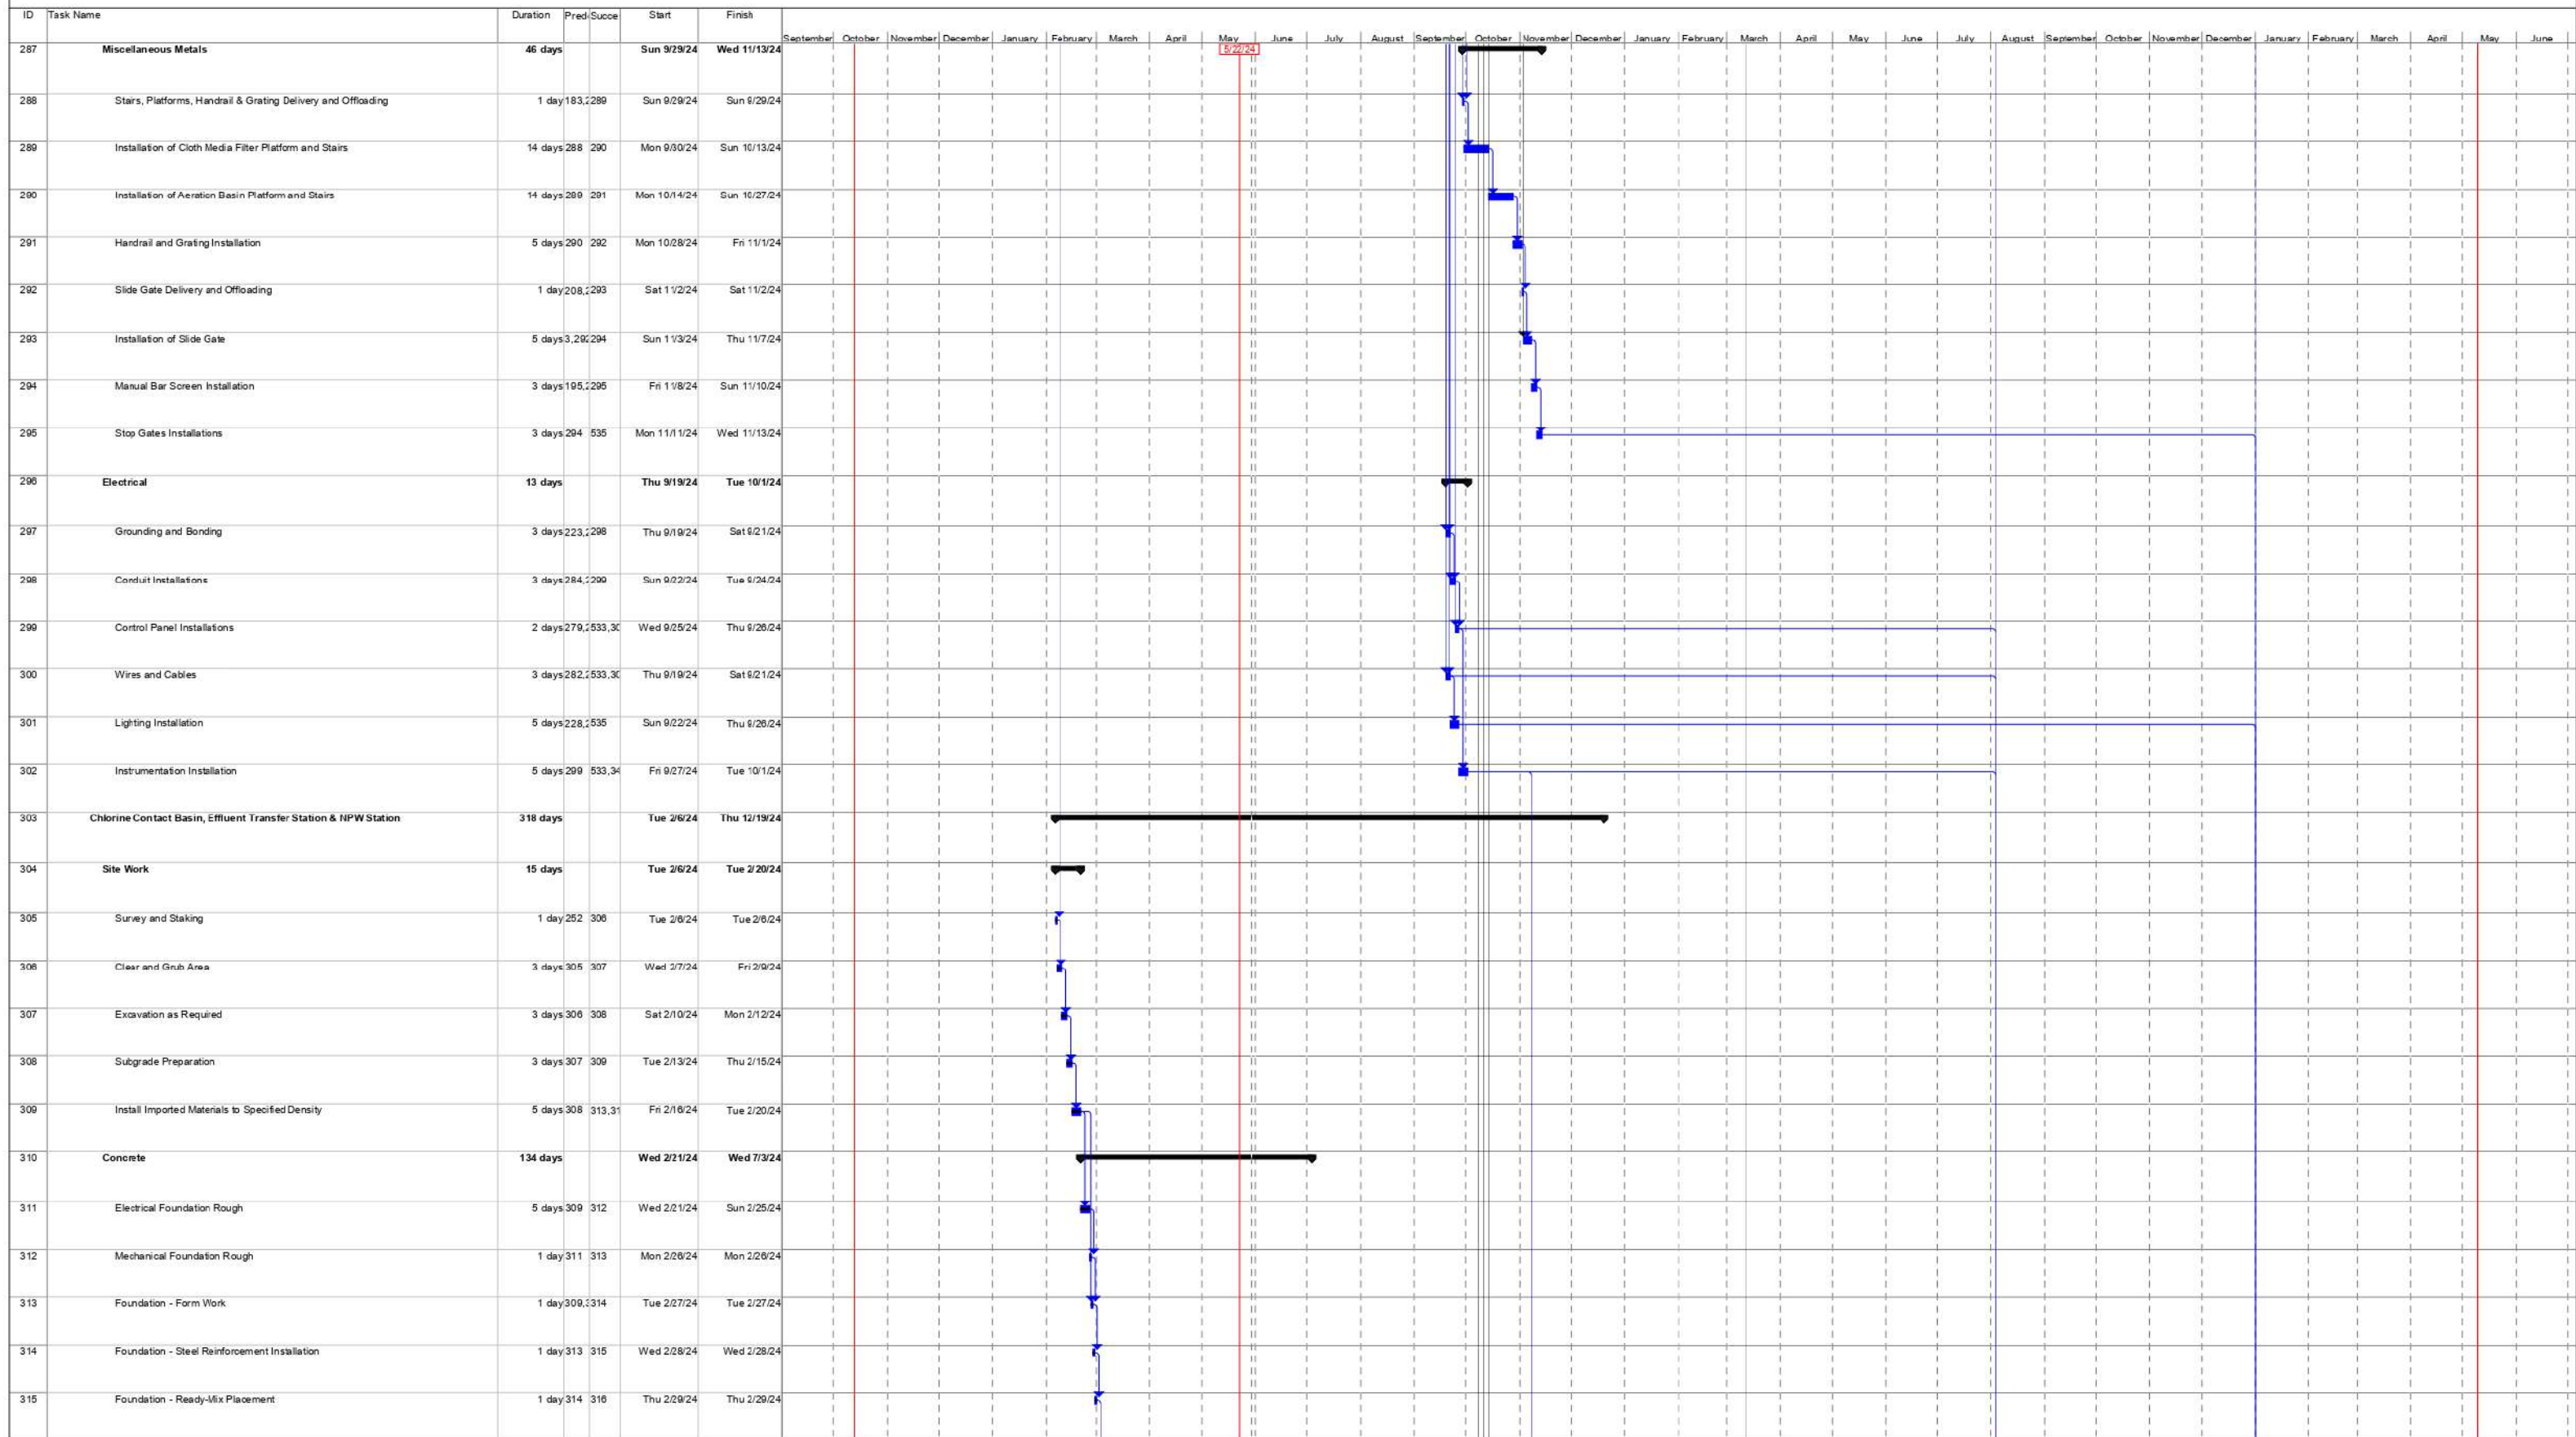 ID Task Name Duration Pred Succe Start Finish
September October November December January February March April May June July August September October November December January February March April May June July August September October November December January February March April May June
5/22/24
287 Miscellaneous Metals 46 days Sun 9/29/24 Wed 11/13/24
288 Stairs, Platforms, Handrail & Grating Delivery and Offloading 1 day 183,2 289 Sun 9/29/24 Sun 9/29/24
289 Installation of Cloth Media Filter Platform and Stairs 14 days 288 290 Mon 9/30/24 Sun 10/13/24
290 Installation of Aeration Basin Platform and Stairs 14 days 289 291 Mon 10/14/24 Sun 10/27/24
291 Handrail and Grating Installation 5 days 290 292 Mon 10/28/24 Fri 11/1/24
292 Slide Gate Delivery and Offloading 1 day 208,2 293 Sat 11/2/24 Sat 11/2/24
293 Installation of Slide Gate 5 days 3,292 294 Sun 11/3/24 Thu 11/7/24
294 Manual Bar Screen Installation 3 days 195,2 295 Fri 11/8/24 Sun 11/10/24
295 Stop Gates Installations 3 days 294 535 Mon 11/11/24 Wed 11/13/24
296 Electrical 13 days Thu 9/19/24 Tue 10/1/24
297 Grounding and Bonding 3 days 223,2 298 Thu 9/19/24 Sat 9/21/24
298 Conduit Installations 3 days 284,2 299 Sun 9/22/24 Tue 9/24/24
299 Control Panel Installations 2 days 279,2 533,30 Wed 9/25/24 Thu 9/26/24
300 Wires and Cables 3 days 282,2 533,30 Thu 9/19/24 Sat 9/21/24
301 Lighting Installation 5 days 228,2 535 Sun 9/22/24 Thu 9/26/24
302 Instrumentation Installation 5 days 299 533,34 Fri 9/27/24 Tue 10/1/24
303 Chlorine Contact Basin, Effluent Transfer Station & NPW Station 318 days Tue 2/6/24 Thu 12/19/24
304 Site Work 15 days Tue 2/6/24 Tue 2/20/24
305 Survey and Staking 1 day 252 306 Tue 2/6/24 Tue 2/6/24
306 Clear and Grub Area 3 days 305 307 Wed 2/7/24 Fri 2/9/24
307 Excavation as Required 3 days 306 308 Sat 2/10/24 Mon 2/12/24
308 Subgrade Preparation 3 days 307 309 Tue 2/13/24 Thu 2/15/24
309 Install Imported Materials to Specified Density 5 days 308 313,31 Fri 2/16/24 Tue 2/20/24
310 Concrete 134 days Wed 2/21/24 Wed 7/3/24
311 Electrical Foundation Rough 5 days 309 312 Wed 2/21/24 Sun 2/25/24
312 Mechanical Foundation Rough 1 day 311 313 Mon 2/26/24 Mon 2/26/24
313 Foundation - Form Work 1 day 309,3 314 Tue 2/27/24 Tue 2/27/24
314 Foundation - Steel Reinforcement Installation 1 day 313 315 Wed 2/28/24 Wed 2/28/24
315 Foundation - Ready-Mix Placement 1 day 314 316 Thu 2/29/24 Thu 2/29/24